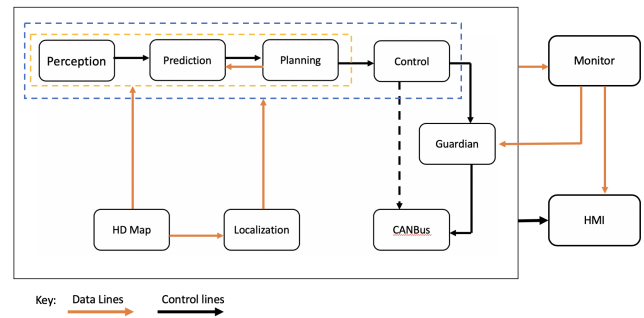 Perception
Prediction
Planning
Control
Monitor
Guardian
HD Map
Localization
CANBus
HMI
Key: Data Lines Control lines